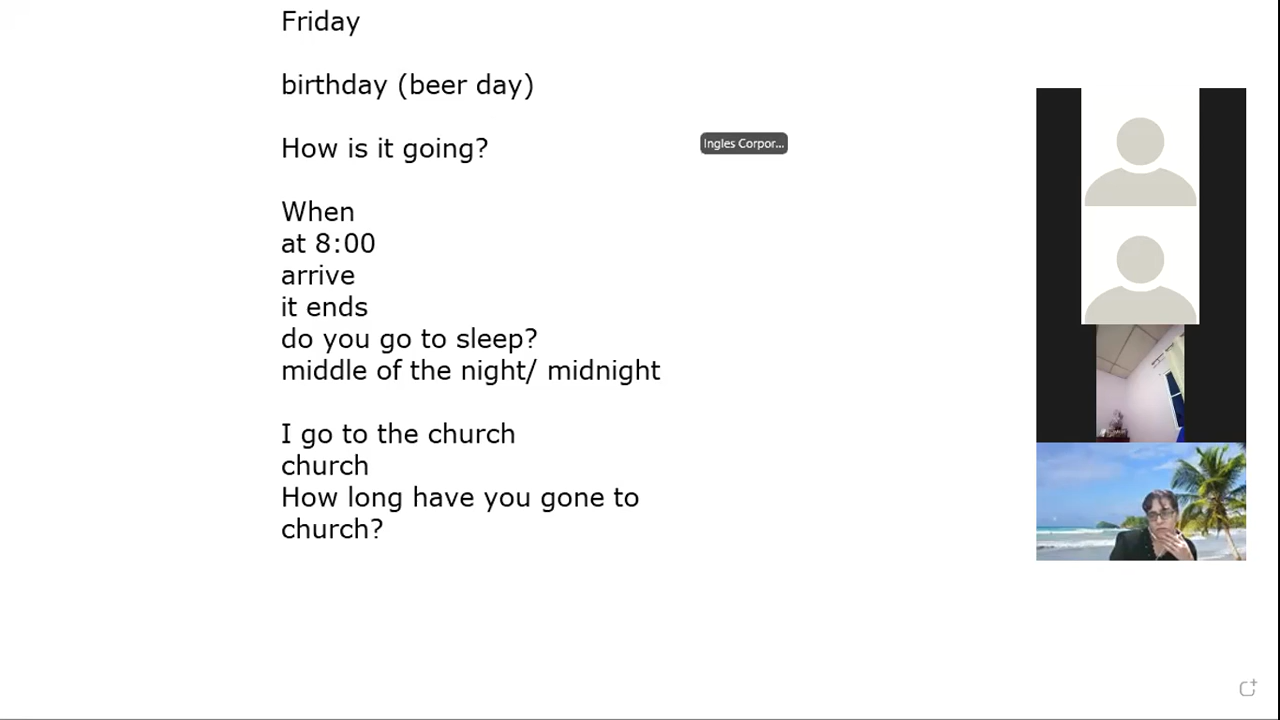 Friday
birthday (beer day)
How is it going?
Ingles Corpor...
When
at 8:00
arrive
it ends
do you go to sleep?
middle of the night/ midnight
I go to the church
church
How long have you gone to
church?